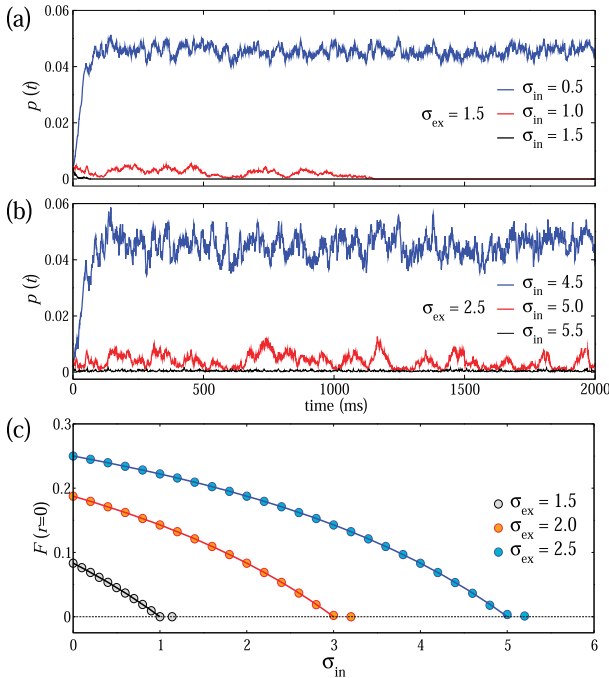 (a)
0.06
0.04
0.02
0
p (t)
σex = 1.5
σin = 0.5
σin = 1.0
σin = 1.5
(b)
0.06
0.04
0.02
0
p (t)
σex = 2.5
σin = 4.5
σin = 5.0
σin = 5.5
0 500 1000 1500 2000
time (ms)
(c)
0.3
0.2
0.1
0
F (r=0)
σex = 1.5
σex = 2.0
σex = 2.5
0 1 2 3 4 5 6
σin